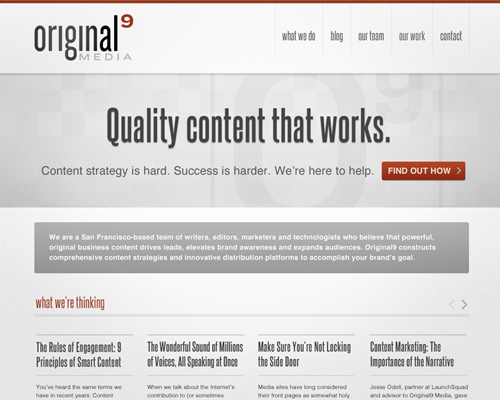 original9
MEDIA
what we do
blog
our team
our work
contact
Quality content that works.
Content strategy is hard. Success is harder. We're here to help.
FIND OUT HOW
We are a San Francisco-based team of writers, editors, marketers and technologists who believe that powerful,
original business content drives leads, elevates brand awareness and expands audiences. Original9 constructs
comprehensive content strategies and innovative distribution platforms to accomplish your brand's goal.
what we're thinking
The Rules of Engagement: 9
Principles of Smart Content
You've heard the same terms we
have in recent years: Content
The Wonderful Sound of Millions
of Voices, All Speaking at Once
When we talk about the Internet's
contribution to (or sometimes
Make Sure You're Not Locking
the Side Door
Media sites have long considered
their front pages as somewhat
Content Marketing: The
Importance of the Narrative
Jesse Odell, partner at LaunchSquad
and advisor to Original9 Media, gave